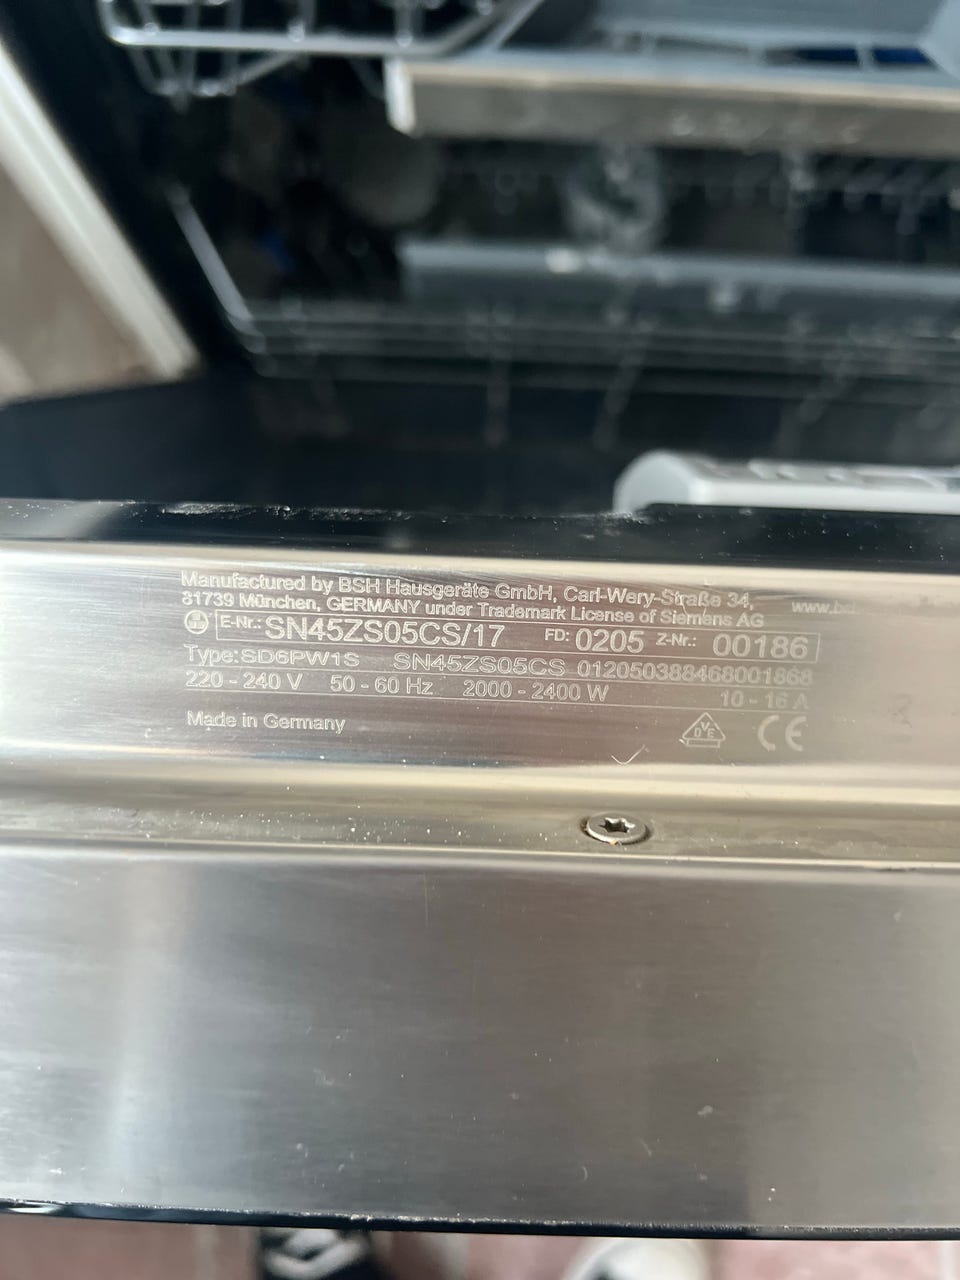 Manufactured by BSH Hausgeräte GmbH, Carl-Wery-Straße 34,
81739 München, GERMANY under Trademark License of Siemens AG
E-Nr.: SN45ZS05CS/17 FD: 0205 Z-Nr.: 00186
Type: SD6PW1S SN45ZS05CS 012050388468001868
220 - 240 V 50 - 60 Hz 2000 - 2400 W 10 - 16 A
Made in Germany
DVE CE